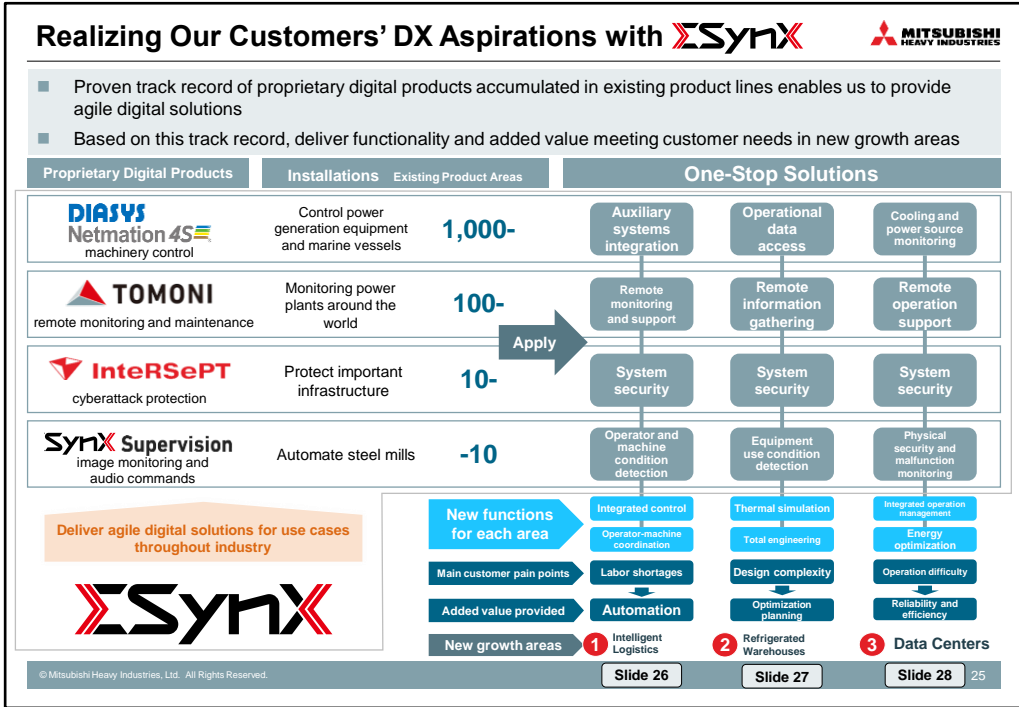 Realizing Our Customers' DX Aspirations with ΣSynX
MITSUBISHI
HEAVY INDUSTRIES
Proven track record of proprietary digital products accumulated in existing product lines enables us to provide
agile digital solutions
Based on this track record, deliver functionality and added value meeting customer needs in new growth areas
Proprietary Digital Products
Installations Existing Product Areas
One-Stop Solutions
DIASYS
Netmation 4S
machinery control
Control power
generation equipment
and marine vessels
1,000-
Auxiliary
systems
integration
Operational
data
access
Cooling and
power source
monitoring
TOMONI
remote monitoring and maintenance
Monitoring power
plants around the
world
100-
Apply
Remote
monitoring
and support
Remote
information
gathering
Remote
operation
support
InteRSePT
cyberattack protection
Protect important
infrastructure
10-
System
security
System
security
System
security
SynX Supervision
image monitoring and
audio commands
Automate steel mills
-10
Operator and
machine
condition
detection
Equipment
use condition
detection
Physical
security and
malfunction
monitoring
Deliver agile digital solutions for use cases
throughout industry
ΣSynX
New functions
for each area
Integrated control
Thermal simulation
Integrated operation
management
Operator-machine
coordination
Total engineering
Energy
optimization
Main customer pain points
Labor shortages
Design complexity
Operation difficulty
Added value provided
Automation
Optimization
planning
Reliability and
efficiency
New growth areas
1 Intelligent
Logistics
2 Refrigerated
Warehouses
3 Data Centers
© Mitsubishi Heavy Industries, Ltd. All Rights Reserved.
Slide 26
Slide 27
Slide 28
25